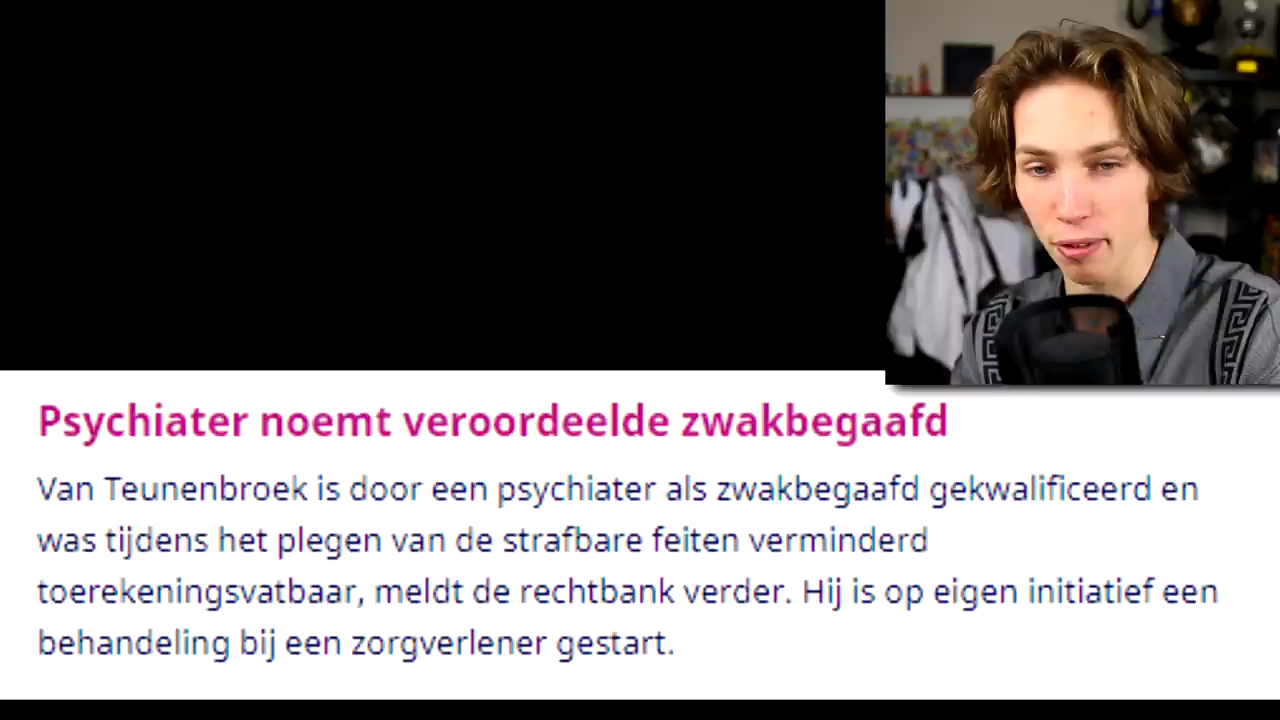 Psychiater noemt veroordeelde zwakbegaafd
Van Teunenbroek is door een psychiater als zwakbegaafd gekwalificeerd en
was tijdens het plegen van de strafbare feiten verminderd
toerekeningsvatbaar, meldt de rechtbank verder. Hij is op eigen initiatief een
behandeling bij een zorgverlener gestart.